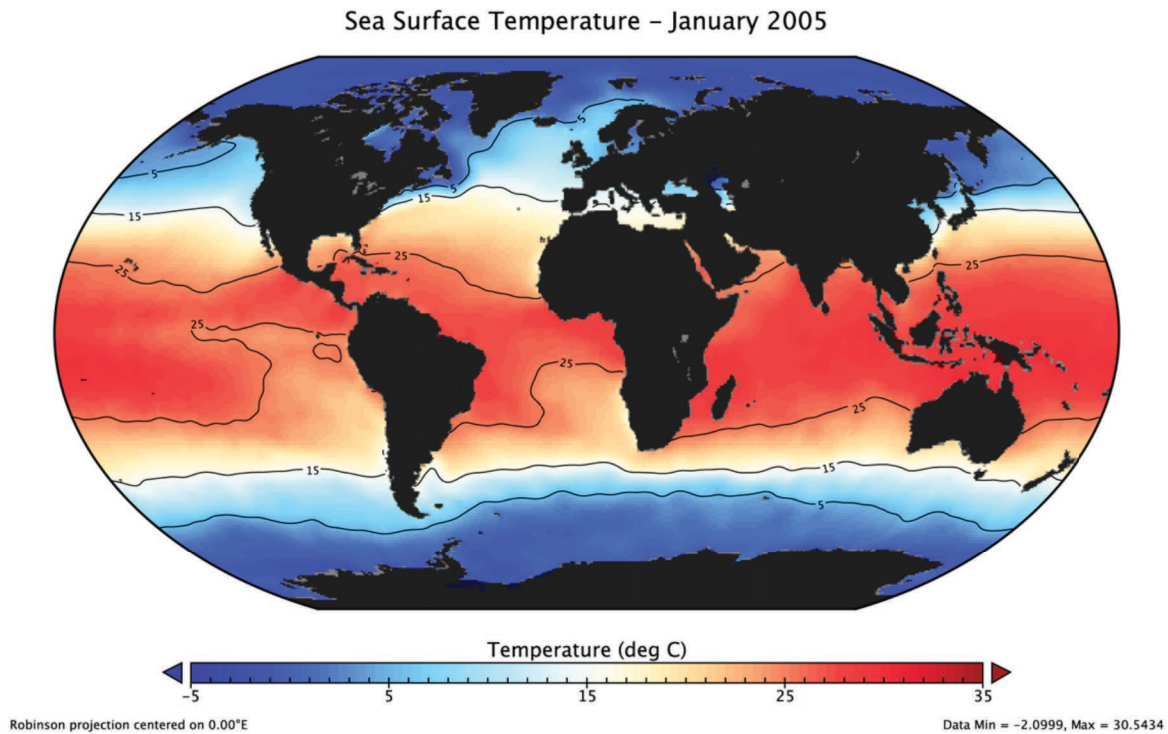 Sea Surface Temperature – January 2005
5
5
5
15
15
25
25
25
25
25
25
15
15
5
Temperature (deg C)
-5 5 15 25 35
Robinson projection centered on 0.00°E
Data Min = -2.0999, Max = 30.5434